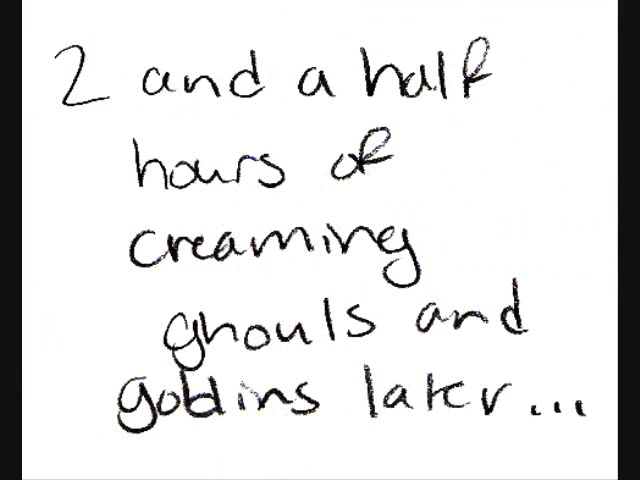 2 and a half
hours of
creaming
ghouls and
goblins later...